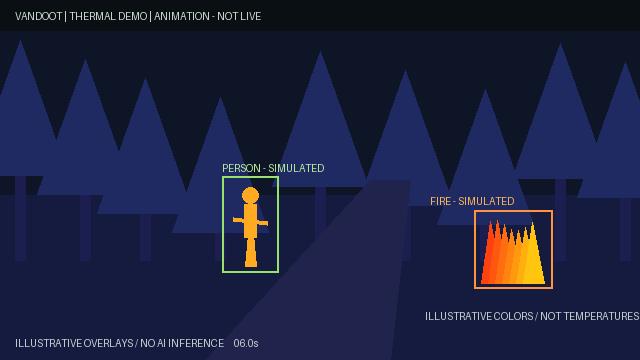 VANDOOT | THERMAL DEMO | ANIMATION - NOT LIVE
PERSON - SIMULATED
FIRE - SIMULATED
ILLUSTRATIVE COLORS / NOT TEMPERATURES
ILLUSTRATIVE OVERLAYS / NO AI INFERENCE 06.0s